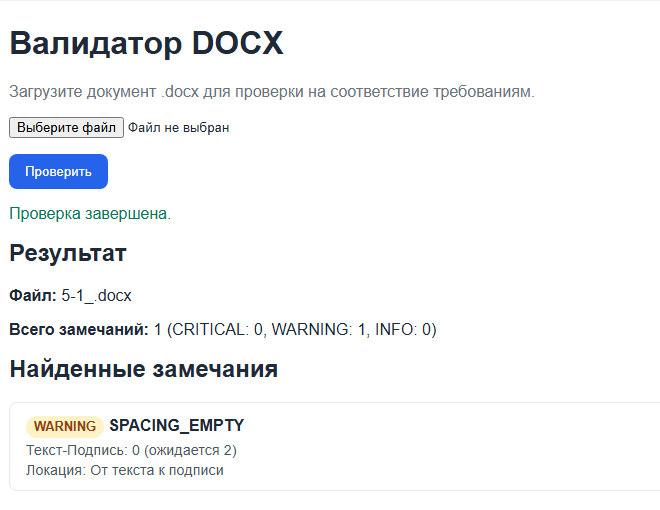 Валидатор DOCX
Загрузите документ .docx для проверки на соответствие требованиям.
Выберите файл Файл не выбран
Проверить
Проверка завершена.
Результат
Файл: 5-1_.docx
Всего замечаний: 1 (CRITICAL: 0, WARNING: 1, INFO: 0)
Найденные замечания
WARNING SPACING_EMPTY
Текст-Подпись: 0 (ожидается 2)
Локация: От текста к подписи